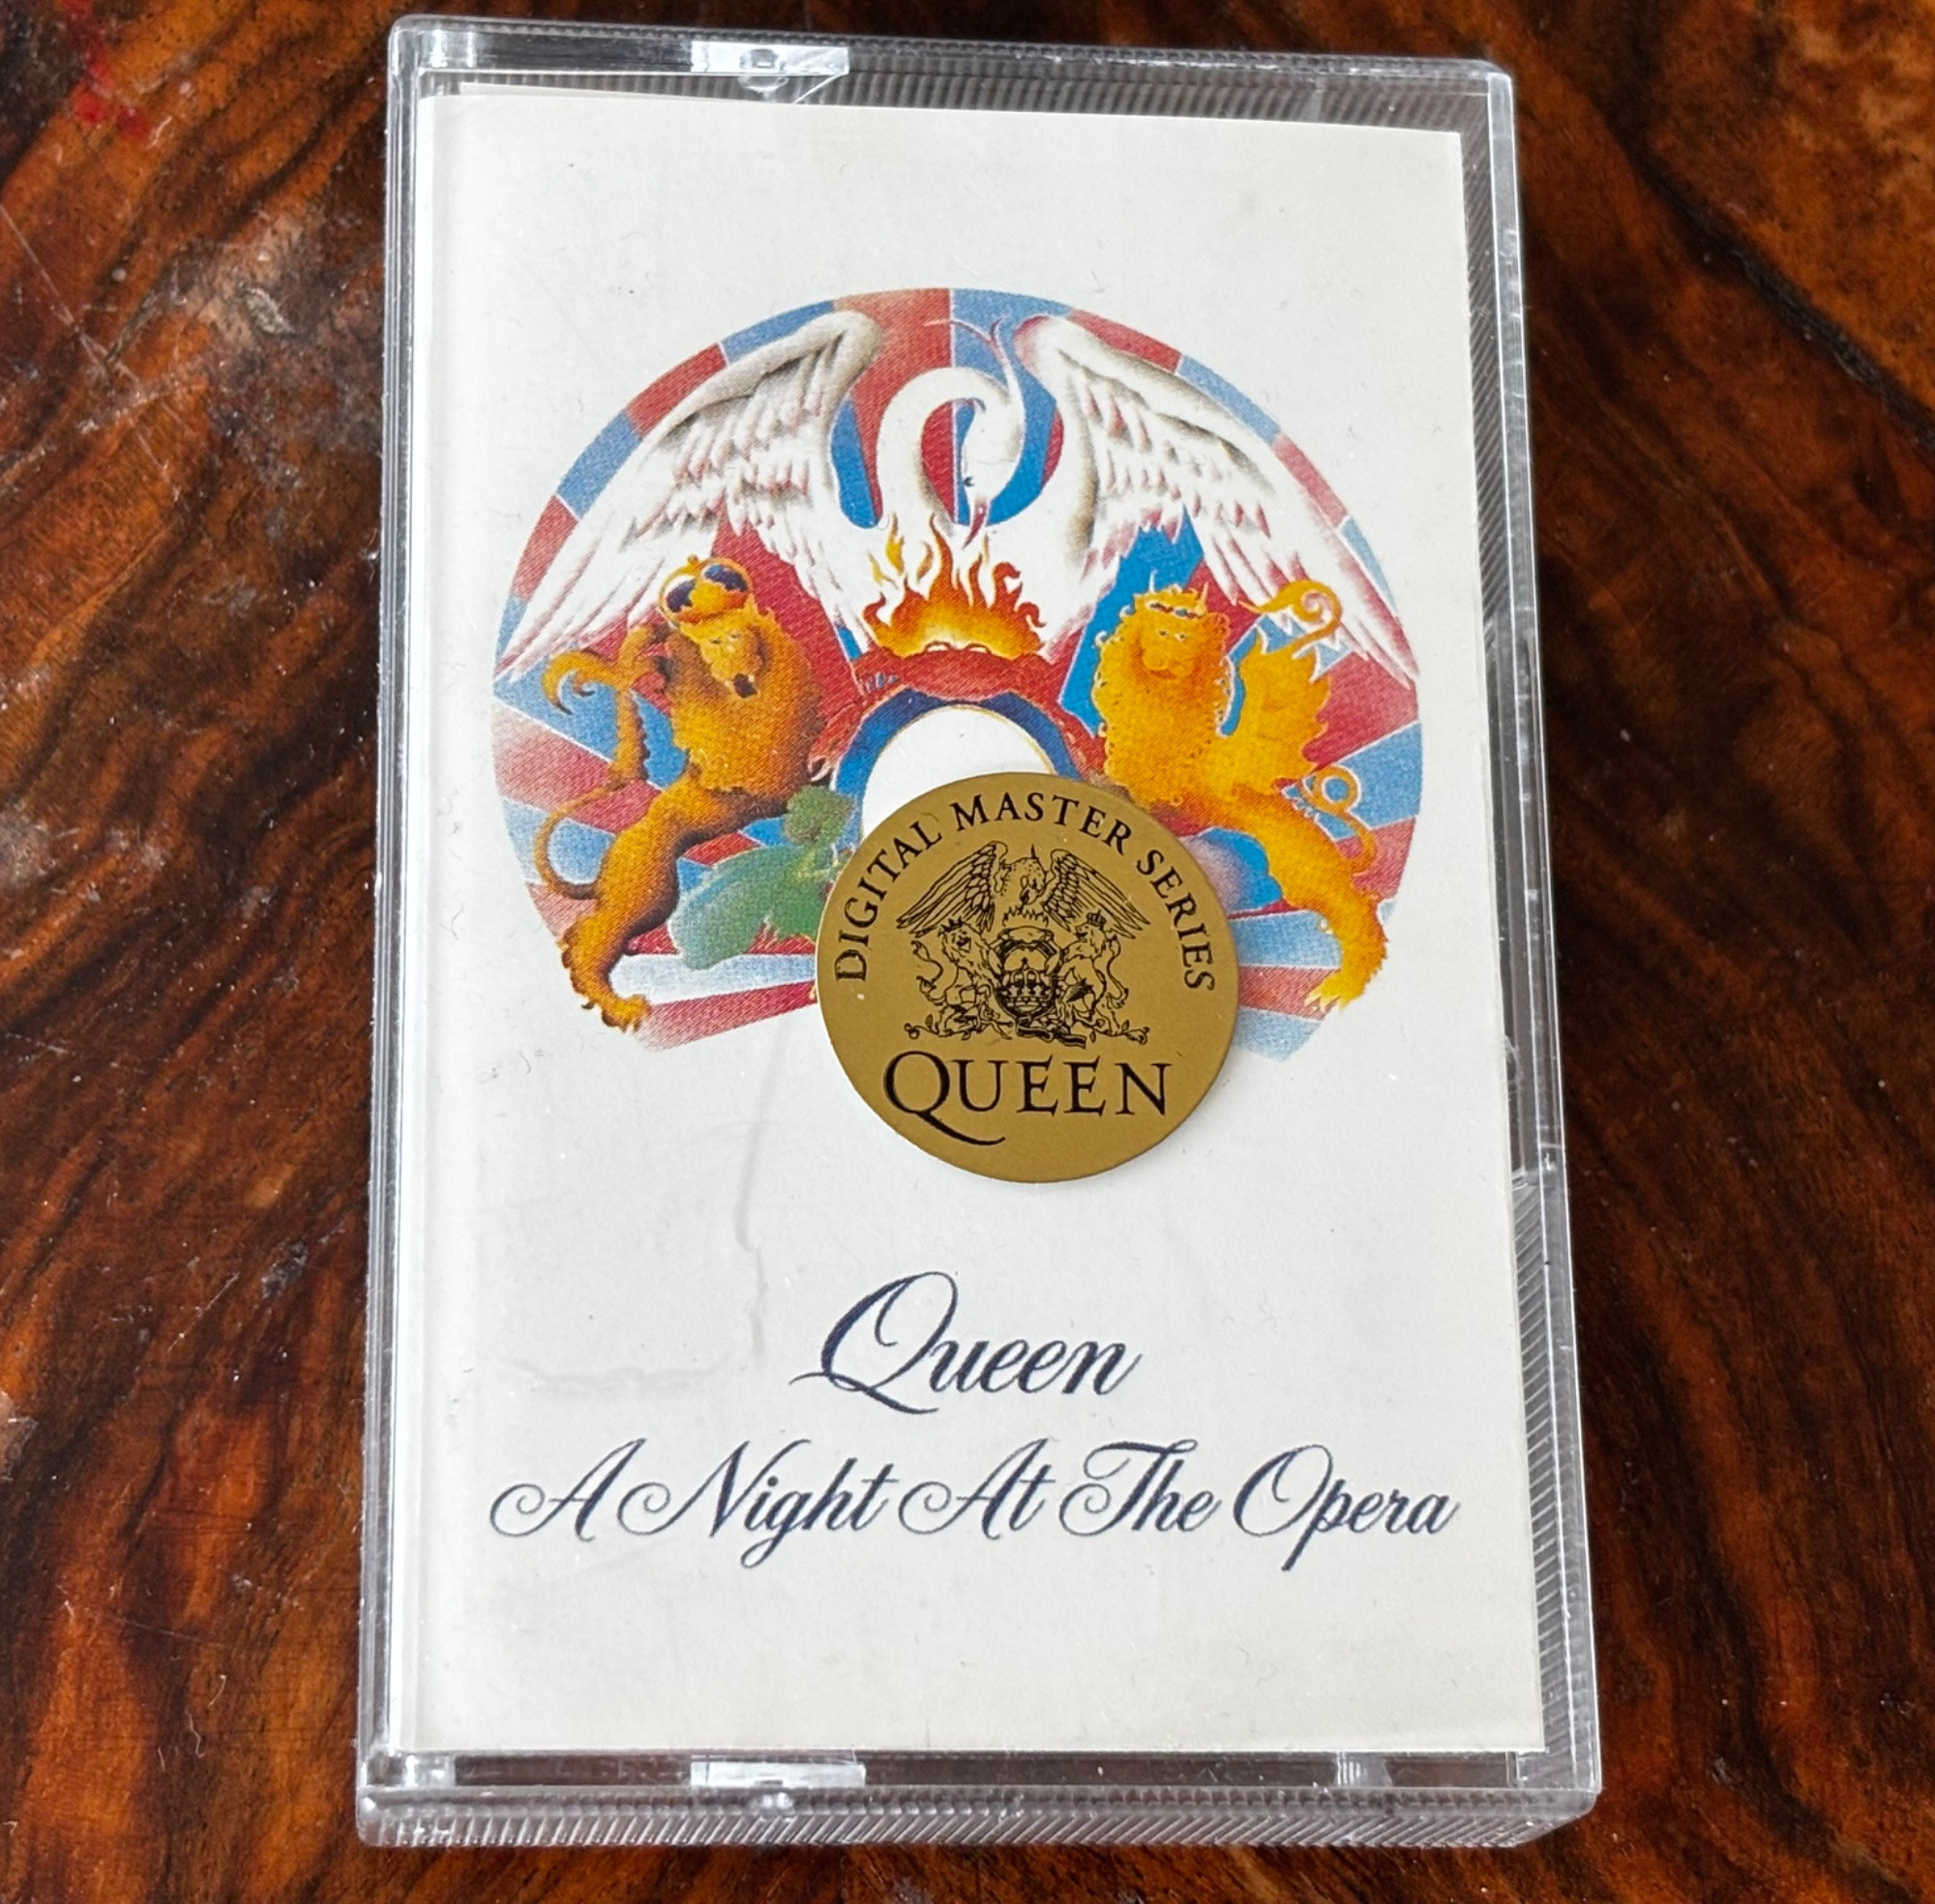 DIGITAL MASTER SERIES
QUEEN
Queen
A Night At The Opera